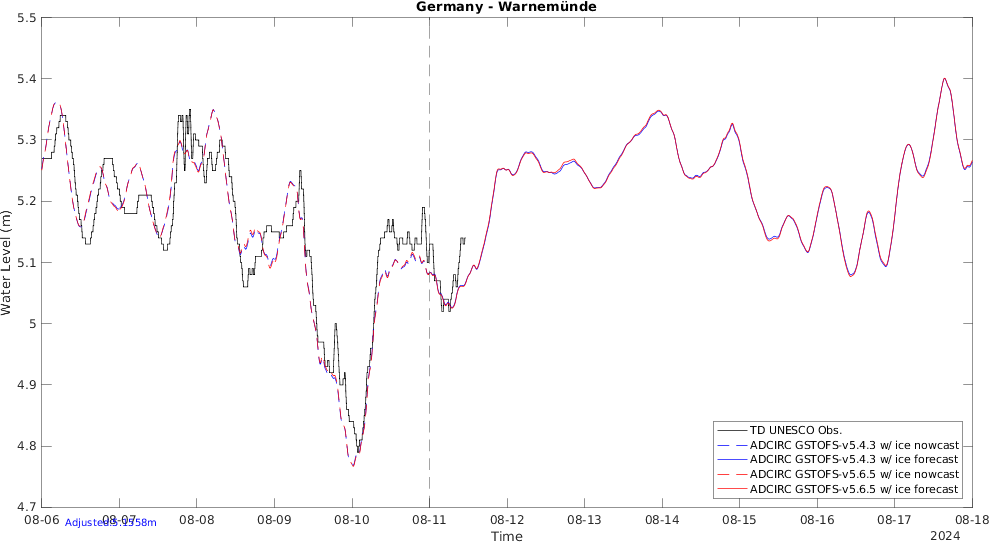 Germany - Warnemünde
5.5
5.4
5.3
5.2
5.1
5
4.9
4.8
4.7
Water Level (m)
TD UNESCO Obs.
ADCIRC GSTOFS-v5.4.3 w/ ice nowcast
ADCIRC GSTOFS-v5.4.3 w/ ice forecast
ADCIRC GSTOFS-v5.6.5 w/ ice nowcast
ADCIRC GSTOFS-v5.6.5 w/ ice forecast
08-06 08-07 08-08 08-09 08-10 08-11 08-12 08-13 08-14 08-15 08-16 08-17 08-18
Adjusted:5.1558m
Time
2024